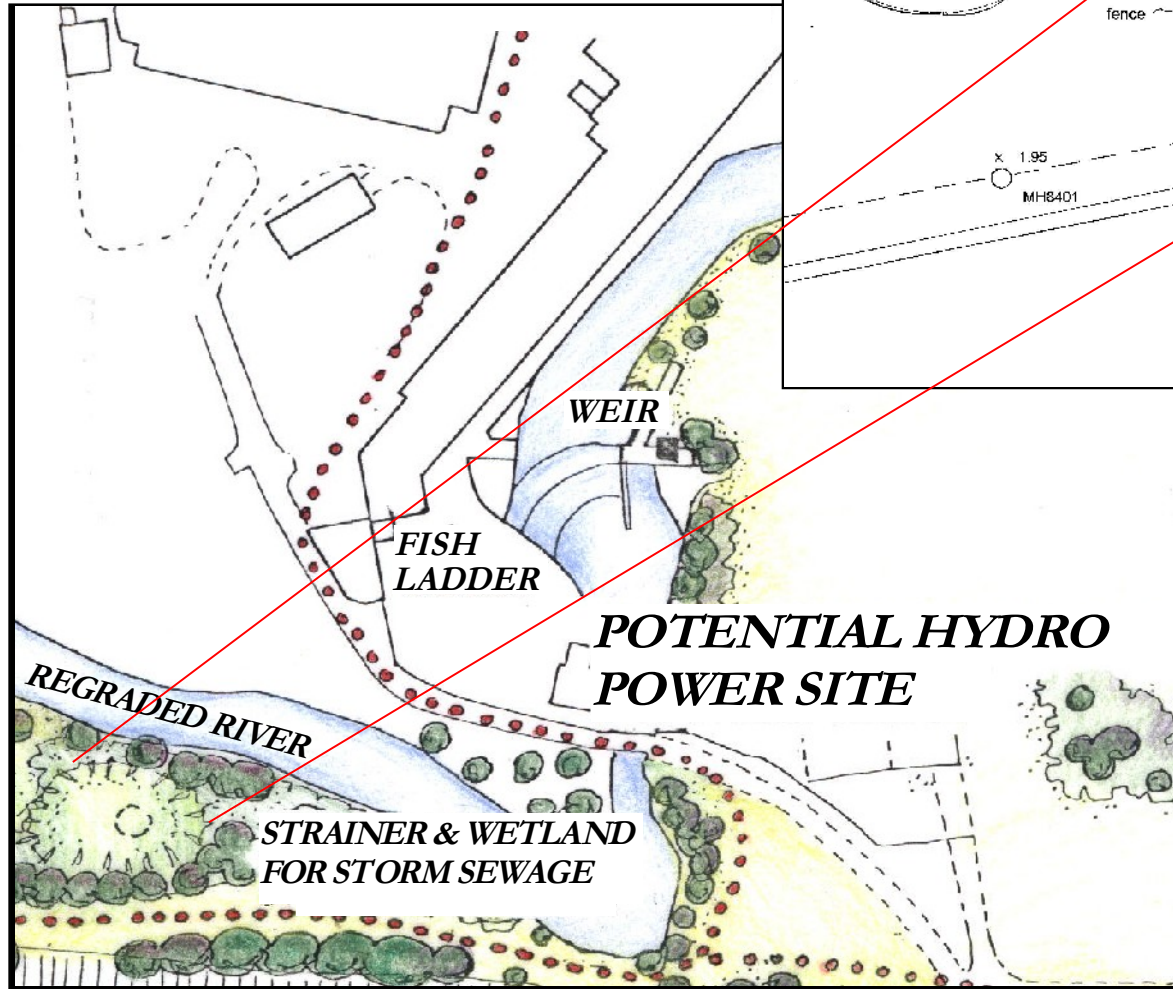 fence
× 1.95
MH8401
WEIR
FISH
LADDER
POTENTIAL HYDRO
POWER SITE
REGRADED RIVER
STRAINER & WETLAND
FOR STORM SEWAGE